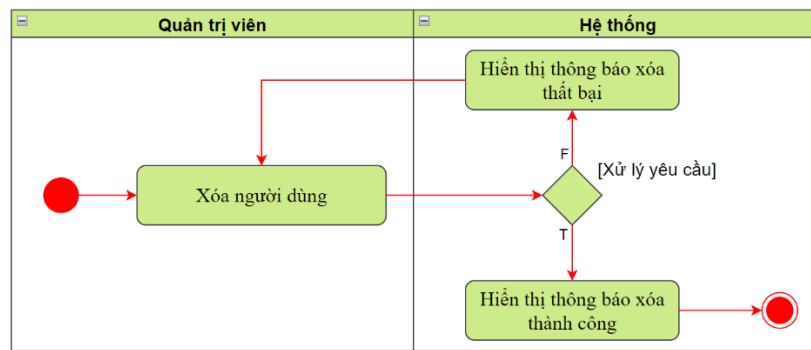 Quản trị viên
Hệ thống
Hiển thị thông báo xóa
thất bại
F
[Xử lý yêu cầu]
Xóa người dùng
T
Hiển thị thông báo xóa
thành công